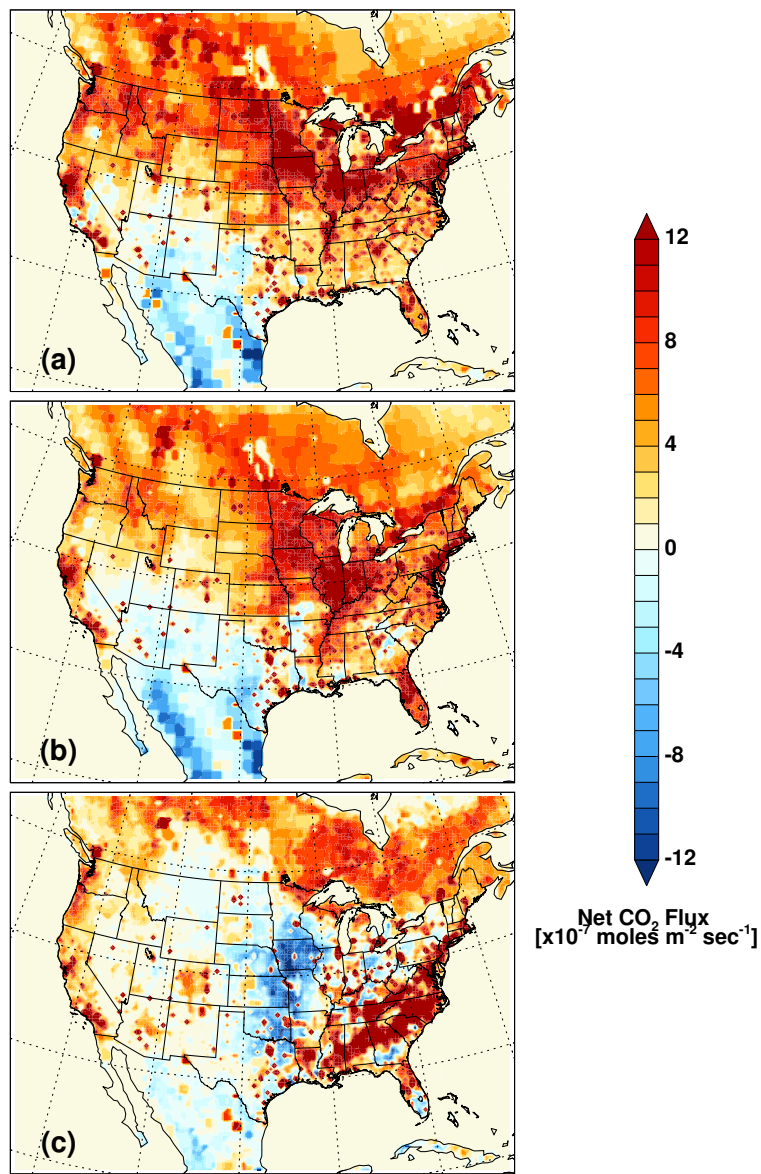 (a)
(b)
(c)
12
8
4
0
-4
-8
-12
Net CO₂ Flux
[x10⁻⁷ moles m⁻² sec⁻¹]